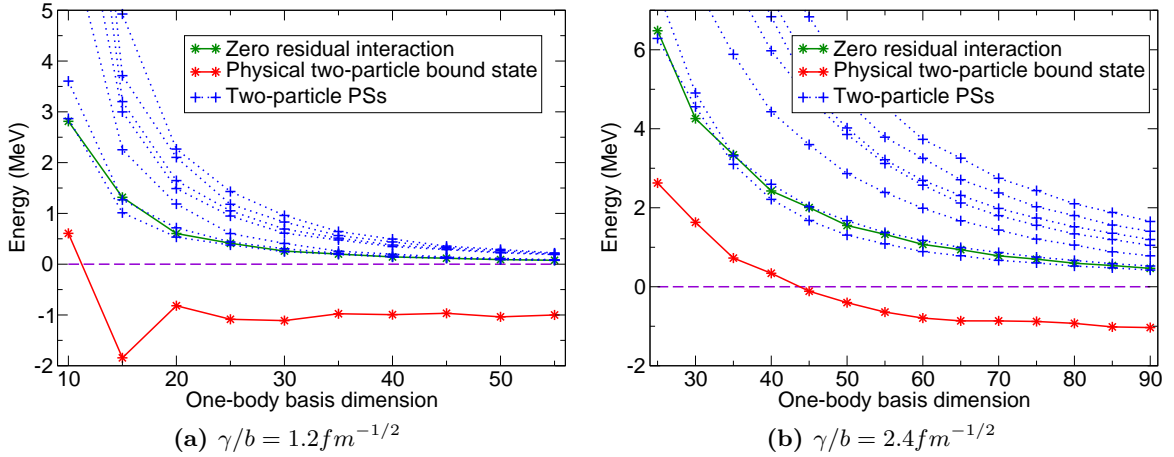 5
4
3
2
1
0
-1
-2
Energy (MeV)
Zero residual interaction
Physical two-particle bound state
Two-particle PSs
10 20 30 40 50
One-body basis dimension
(a) γ/b = 1.2fm^{-1/2}
6
4
2
0
-2
Energy (MeV)
Zero residual interaction
Physical two-particle bound state
Two-particle PSs
30 40 50 60 70 80 90
One-body basis dimension
(b) γ/b = 2.4fm^{-1/2}